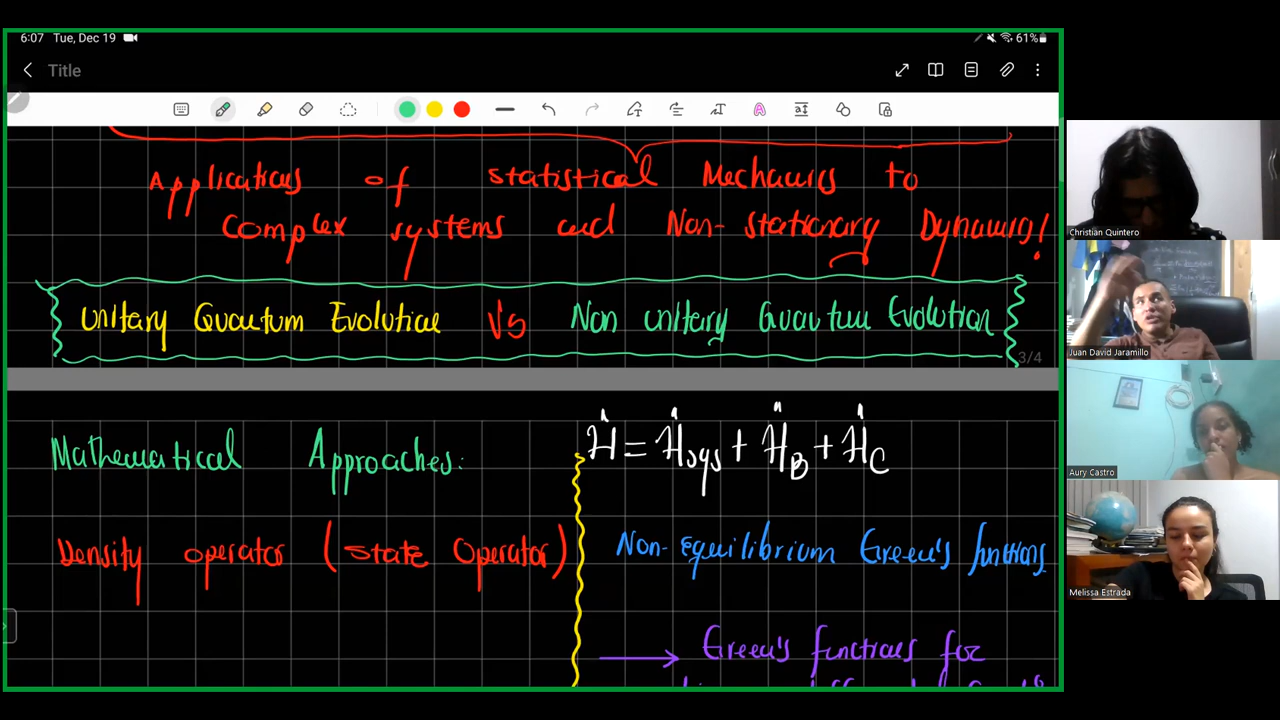 6:07 Tue, Dec 19
61%
Title
Applications of statistical Mechanics to
Complex systems and Non-stationary Dynamics!
Unitary Quantum Evolution Vs Non unitary Quantum Evolution
3/4
Mathematical Approaches:
Ĥ = Ĥsys + ĤB + ĤC
Density operator (state Operator)
Non-equilibrium Green's functions
Green's functions for
Christian Quintero
Juan David Jaramillo
Aury Castro
Melissa Estrada